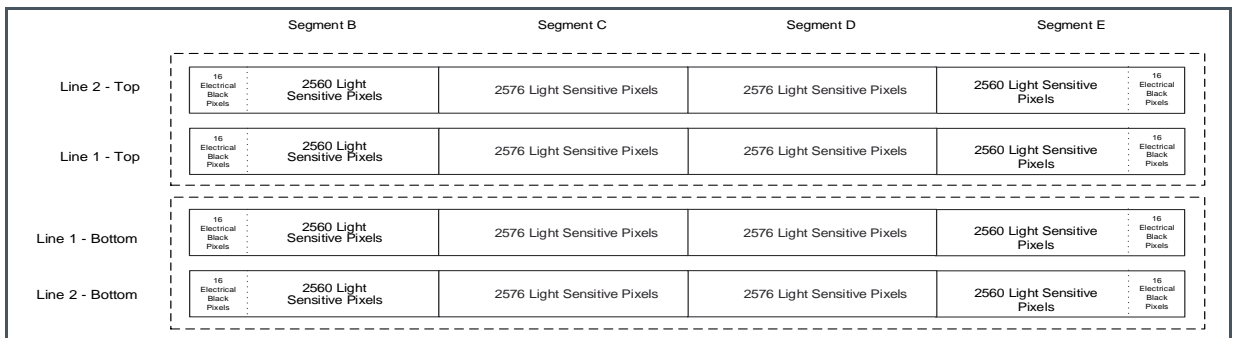 Segment B Segment C Segment D Segment E
Line 2 - Top
16
Electrical
Black
Pixels
2560 Light
Sensitive Pixels
2576 Light Sensitive Pixels
2576 Light Sensitive Pixels
2560 Light Sensitive
Pixels
16
Electrical
Black
Pixels
Line 1 - Top
16
Electrical
Black
Pixels
2560 Light
Sensitive Pixels
2576 Light Sensitive Pixels
2576 Light Sensitive Pixels
2560 Light Sensitive
Pixels
16
Electrical
Black
Pixels
Line 1 - Bottom
16
Electrical
Black
Pixels
2560 Light
Sensitive Pixels
2576 Light Sensitive Pixels
2576 Light Sensitive Pixels
2560 Light Sensitive
Pixels
16
Electrical
Black
Pixels
Line 2 - Bottom
16
Electrical
Black
Pixels
2560 Light
Sensitive Pixels
2576 Light Sensitive Pixels
2576 Light Sensitive Pixels
2560 Light Sensitive
Pixels
16
Electrical
Black
Pixels